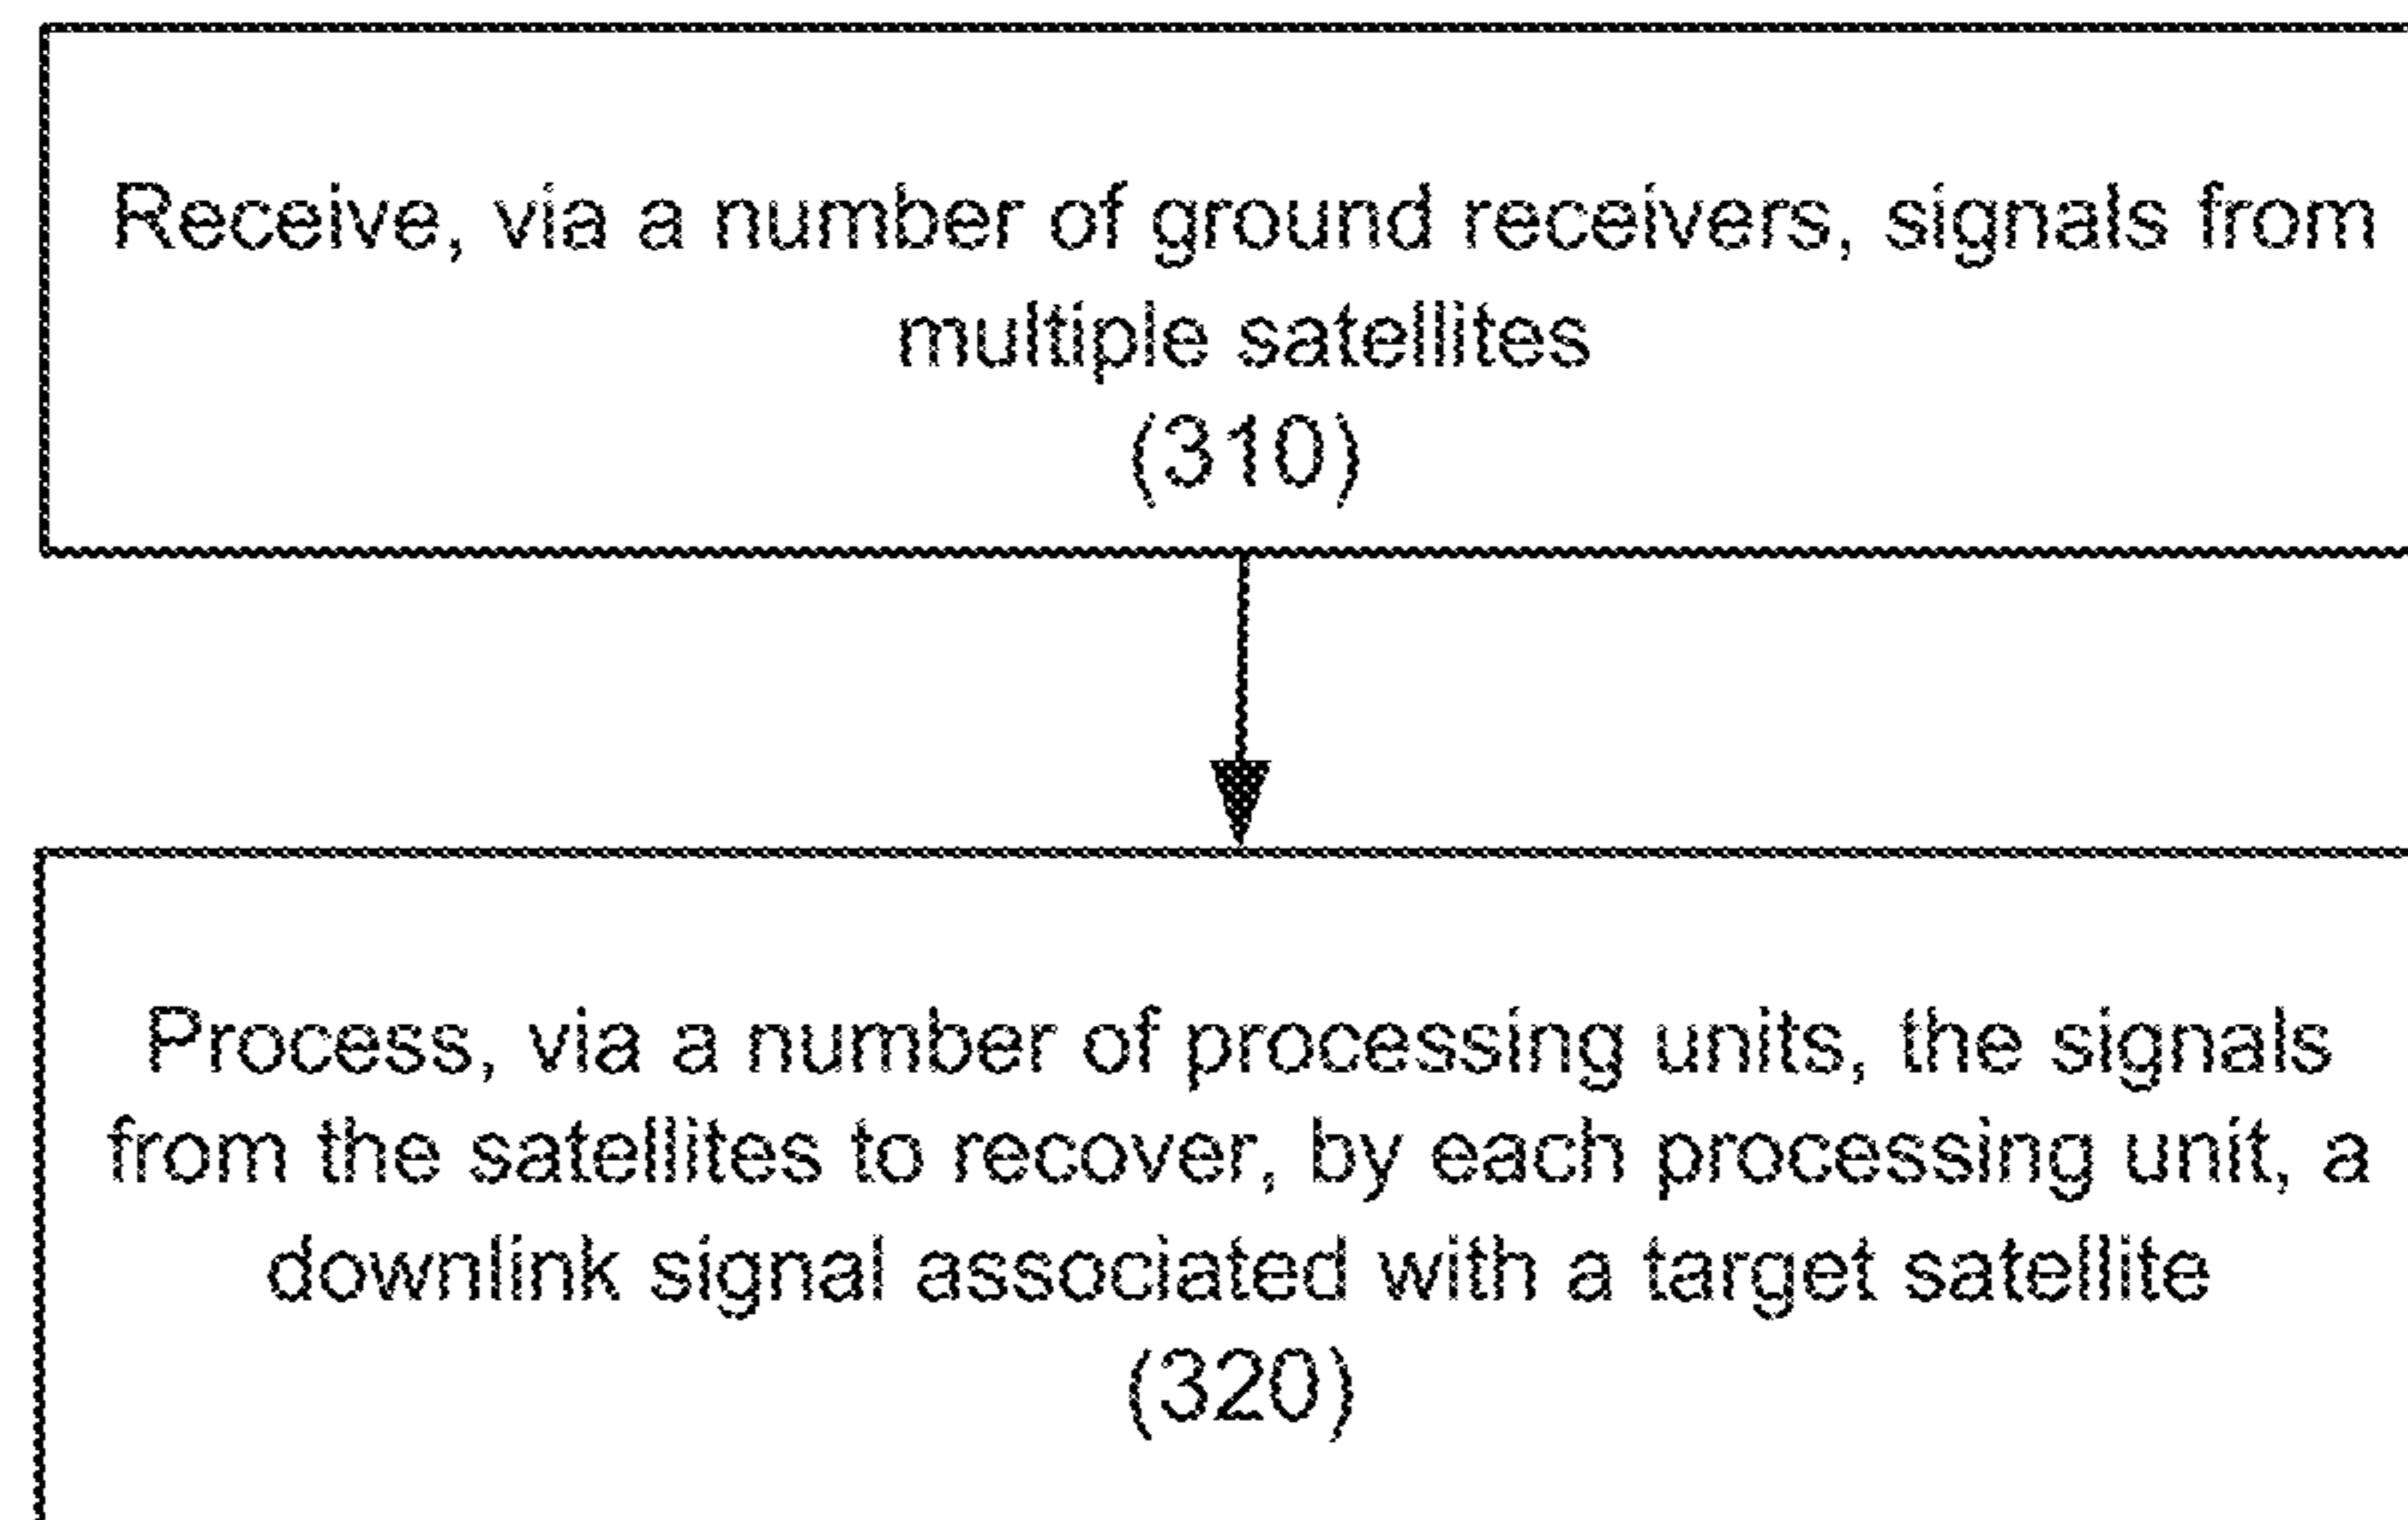 Receive, via a number of ground receivers, signals from
multiple satellites
(310)
Process, via a number of processing units, the signals
from the satellites to recover, by each processing unit, a
downlink signal associated with a target satellite
(320)